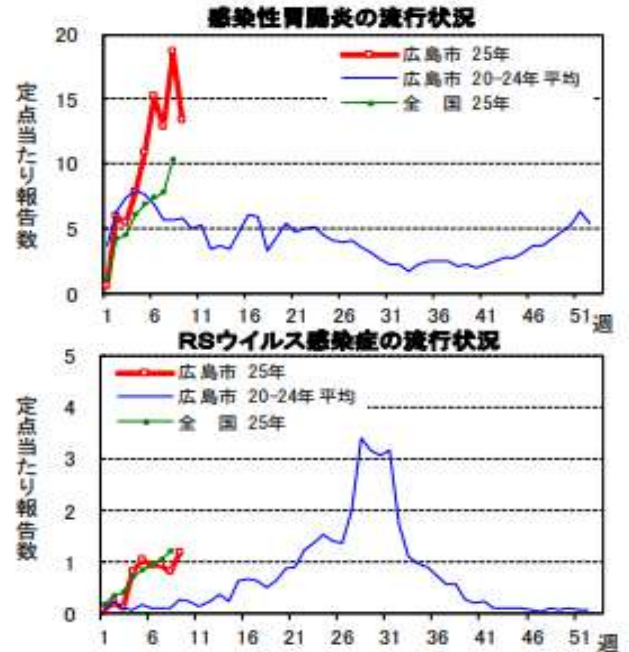 感染性胃腸炎の流行状況
定点当たり報告数
20
15
10
5
0
広島市 25年
広島市 20-24年平均
全 国 25年
1 6 11 16 21 26 31 36 41 46 51 週
RSウイルス感染症の流行状況
定点当たり報告数
5
4
3
2
1
0
広島市 25年
広島市 20-24年平均
全 国 25年
1 6 11 16 21 26 31 36 41 46 51 週